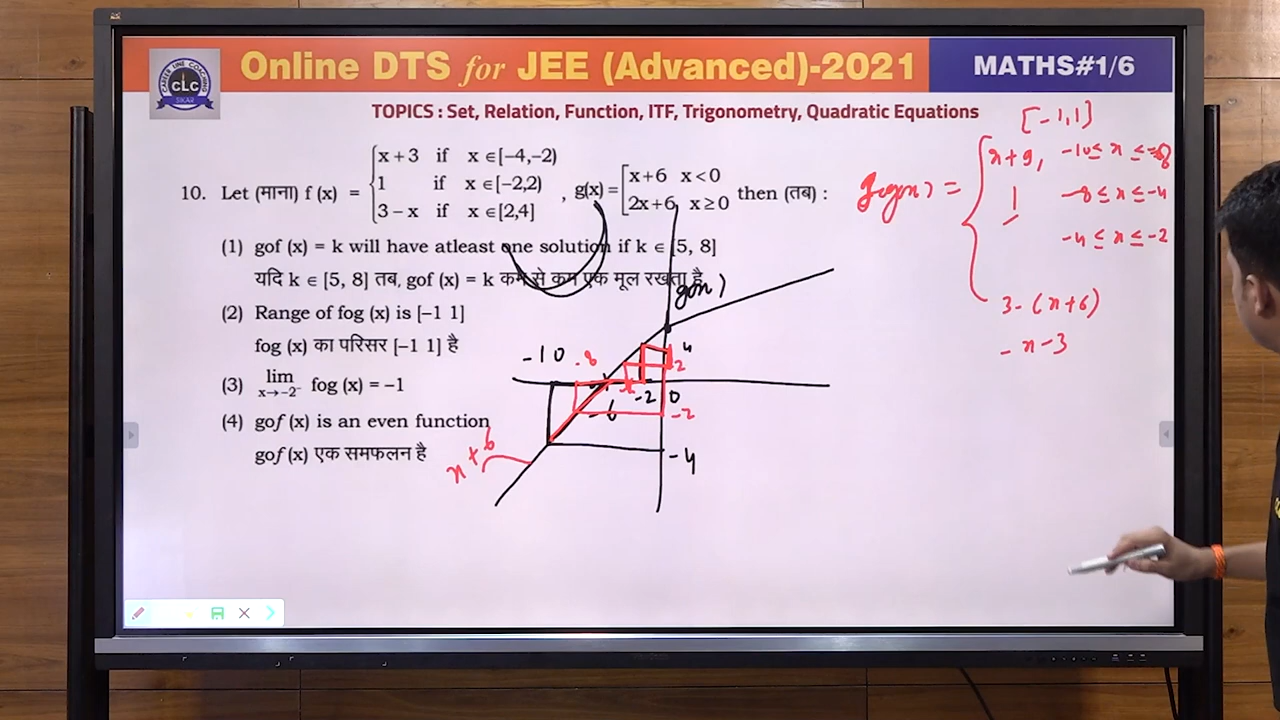 CAREER LINE COACHING
CLC
SIKAR
Online DTS for JEE (Advanced)-2021
MATHS#1/6
TOPICS : Set, Relation, Function, ITF, Trigonometry, Quadratic Equations
10. Let (माना) f (x) = { x + 3 if x ∈[-4,-2)
1 if x ∈[-2,2)
3 - x if x ∈[2,4]
, g(x) = [ x+6 x<0
2x+6 x≥0
then (तब) :
(1) gof (x) = k will have atleast one solution if k ∈ [5, 8]
यदि k ∈ [5, 8] तब, gof (x) = k कम से कम एक मूल रखता है
(2) Range of fog (x) is [-1 1]
fog (x) का परिसर [-1 1] है
(3) lim x→-2⁻ fog (x) = -1
(4) gof (x) is an even function
gof (x) एक समफलन है
[-1,1]
x+9, -10≤ x ≤-8
1 -8 ≤ x ≤ -4
-4 ≤ x ≤ -2
3-(x+6)
-x-3
g(x)
-10
-8
-6
-2
0
4
2
-2
-4
x+6